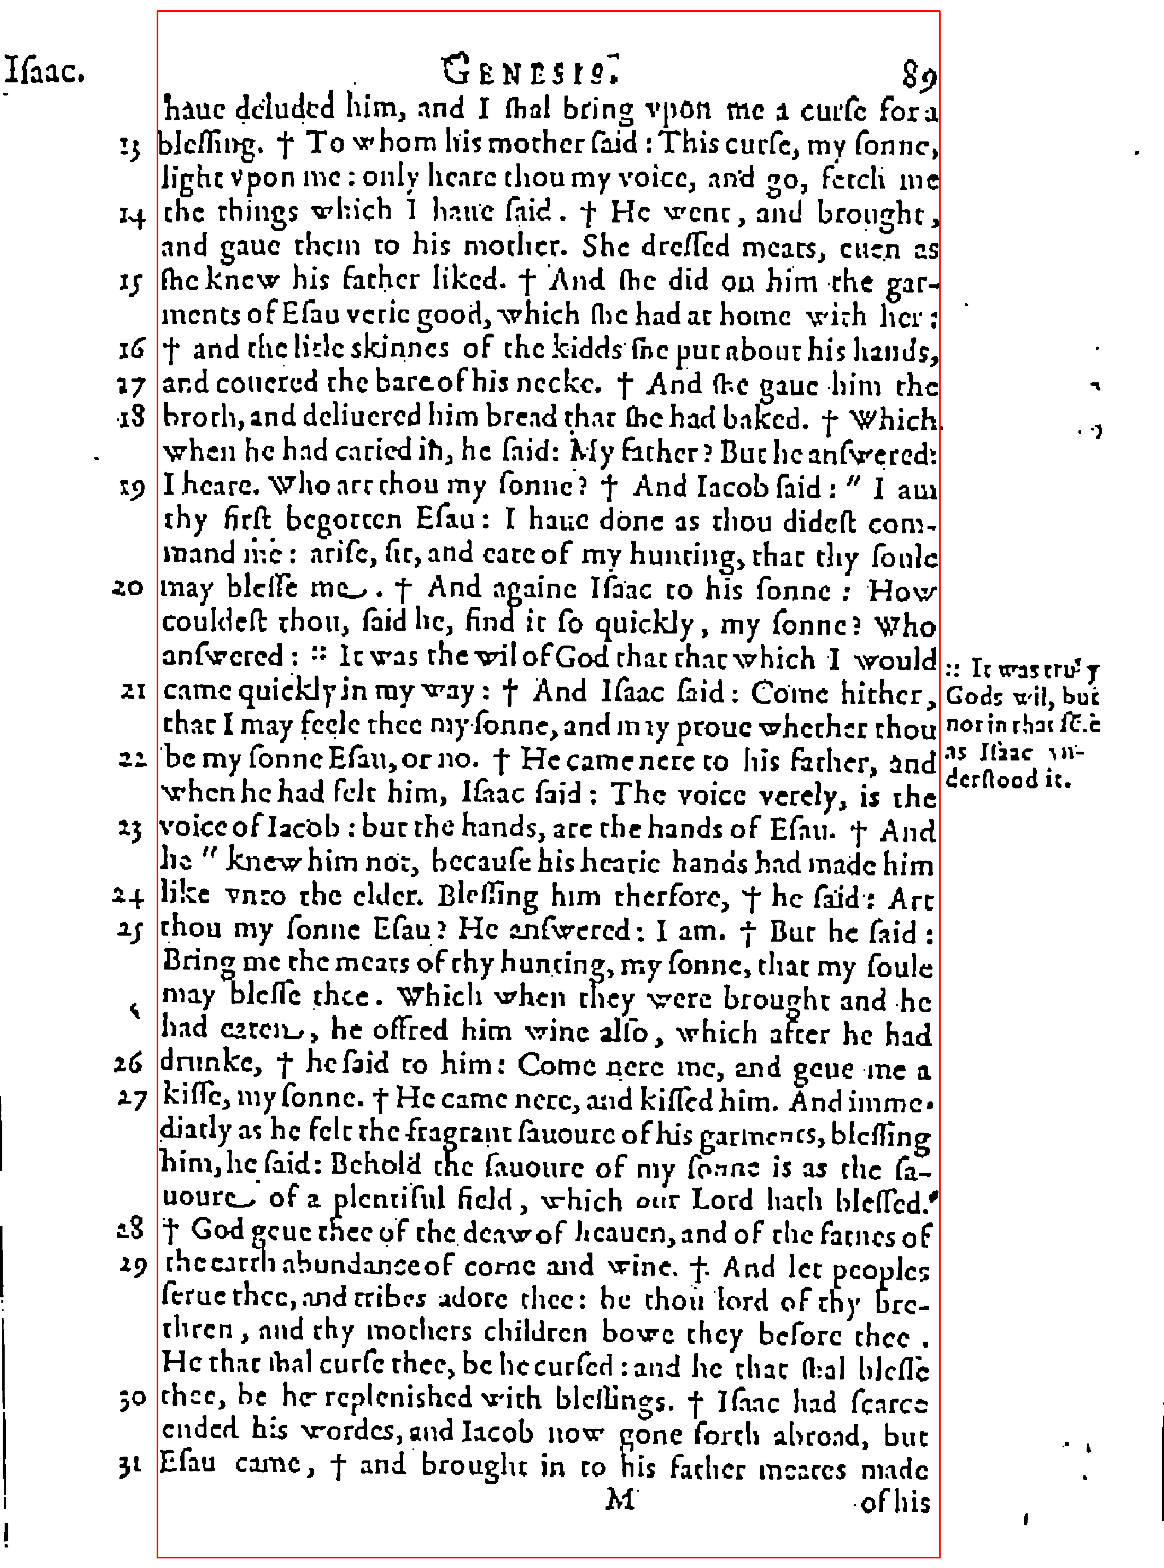 Iſaac.
GENESIS. 89
haue deluded him, and I ſhal bring vpon me a curſe for a
13 bleſſing. † To whom his mother ſaid : This curſe, my ſonne,
light vpon me : only heare thou my voice, and go, fetch me
14 the things which I haue ſaid. † He went, and brought,
and gaue them to his mother. She dreſſed meats, euen as
15 ſhe knew his father liked. † And ſhe did on him the gar-
ments of Eſau verie good, which ſhe had at home with her :
16 † and the litle skinnes of the kidds ſhe put about his hands,
17 and couered the bare of his necke. † And ſhe gaue him the
18 broth, and deliuered him bread that ſhe had baked. † Which
when he had caried in, he ſaid: My father? But he anſwered:
19 I heare. Who art thou my ſonne? † And Iacob ſaid : " I am
thy firſt begotten Eſau: I haue done as thou dideſt com-
mand me: ariſe, ſit, and eate of my hunting, that thy ſoule
20 may bleſſe me. † And againe Iſaac to his ſonne : How
couldeſt thou, ſaid he, find it ſo quickly, my ſonne? Who
anſwered : :: It was the wil of God that that which I would
21 came quickly in my way : † And Iſaac ſaid: Come hither,
that I may feele thee my ſonne, and may proue whether thou
22 be my ſonne Eſau, or no. † He came nere to his father, and
when he had felt him, Iſaac ſaid : The voice verely, is the
23 voice of Iacob : but the hands, are the hands of Eſau. † And
he " knew him not, becauſe his hearie hands had made him
24 like vnto the elder. Bleſſing him therfore, † he ſaid : Art
25 thou my ſonne Eſau? He anſwered: I am. † But he ſaid :
Bring me the meats of thy hunting, my ſonne, that my ſoule
may bleſſe thee. Which when they were brought and he
had eaten, he offred him wine alſo, which after he had
26 drunke, † he ſaid to him: Come nere me, and geue me a
27 kiſſe, my ſonne. † He came nere, and kiſſed him. And imme-
diatly as he felt the fragrant ſauoure of his garments, bleſſing
him, he ſaid: Behold the ſauoure of my ſonne is as the ſa-
uoure of a plentiful field, which our Lord hath bleſſed.
28 † God geue thee of the deaw of heauen, and of the fatnes of
29 the earth abundance of corne and wine. † And let peoples
ſerue thee, and tribes adore thee: be thou lord of thy bre-
thren, and thy mothers children bowe they before thee.
He that ſhal curſe thee, be he curſed : and he that ſhal bleſſe
30 thee, be he replenished with bleſſings. † Iſaac had ſcarce
ended his wordes, and Iacob now gone forth abroad, but
31 Eſau came, † and brought in to his father meates made
M of his
:: It was truly
Gods wil, but
not in that ſēſe
as Iſaac vn-
derſtood it.